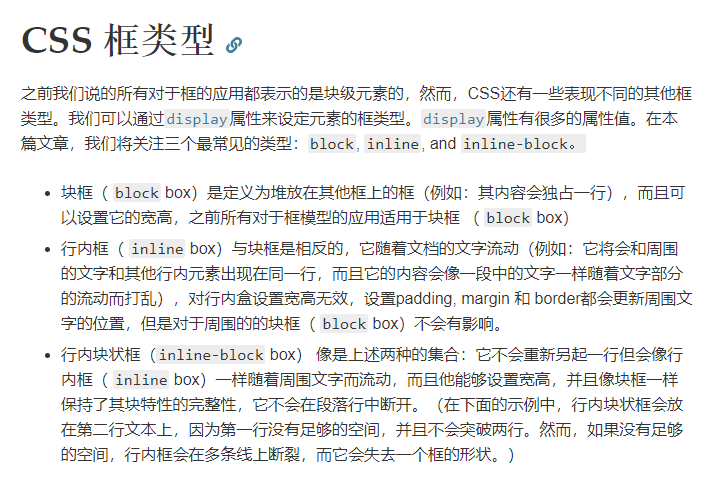 CSS 框类型
之前我们说的所有对于框的应用都表示的是块级元素的，然而，CSS还有一些表现不同的其他框
类型。我们可以通过display属性来设定元素的框类型。display属性有很多的属性值。在本
篇文章，我们将关注三个最常见的类型：block, inline, and inline-block。
块框（ block box）是定义为堆放在其他框上的框（例如：其内容会独占一行），而且可
以设置它的宽高，之前所有对于框模型的应用适用于块框 （ block box）
行内框（ inline box）与块框是相反的，它随着文档的文字流动（例如：它将会和周围
的文字和其他行内元素出现在同一行，而且它的内容会像一段中的文字一样随着文字部分
的流动而打乱），对行内盒设置宽高无效，设置padding, margin 和 border都会更新周围文
字的位置，但是对于周围的的块框（ block box）不会有影响。
行内块状框（inline-block box） 像是上述两种的集合：它不会重新另起一行但会像行
内框（ inline box）一样随着周围文字而流动，而且他能够设置宽高，并且像块框一样
保持了其块特性的完整性，它不会在段落行中断开。（在下面的示例中，行内块状框会放
在第二行文本上，因为第一行没有足够的空间，并且不会突破两行。然而，如果没有足够
的空间，行内框会在多条线上断裂，而它会失去一个框的形状。）